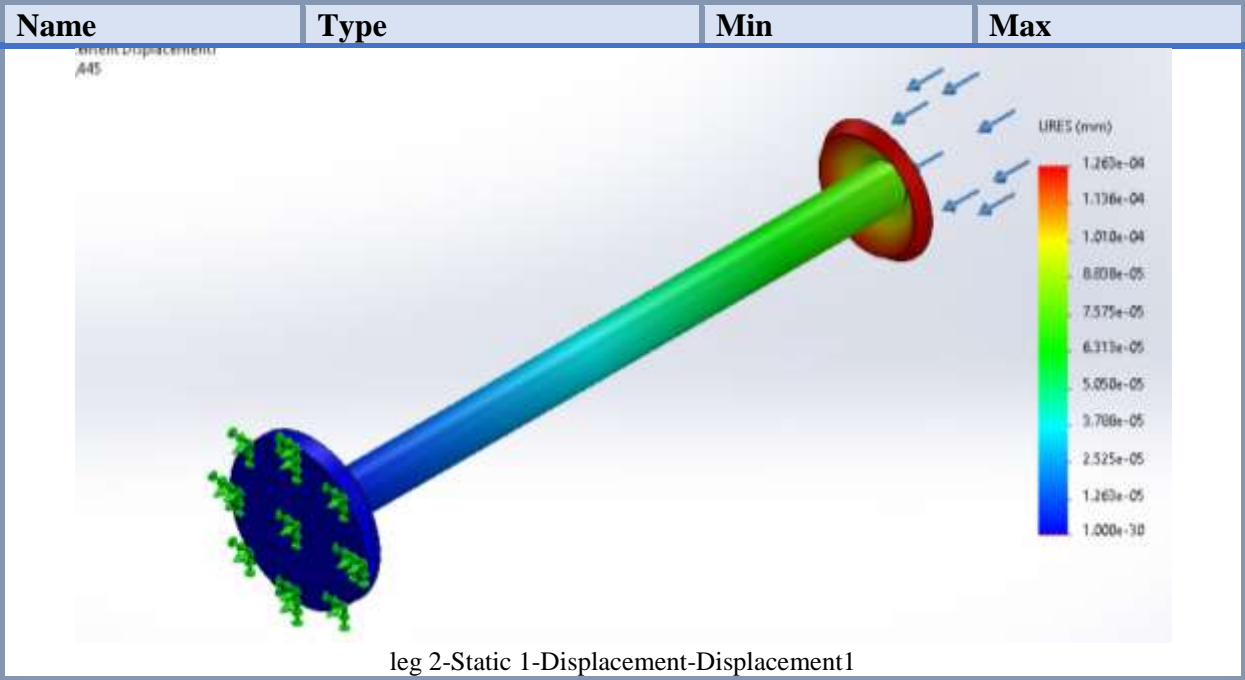 Name Type Min Max
445
URES (mm)
1.263e-04
1.136e-04
1.010e-04
8.838e-05
7.575e-05
6.313e-05
5.050e-05
3.788e-05
2.525e-05
1.263e-05
1.000e-30
leg 2-Static 1-Displacement-Displacement1